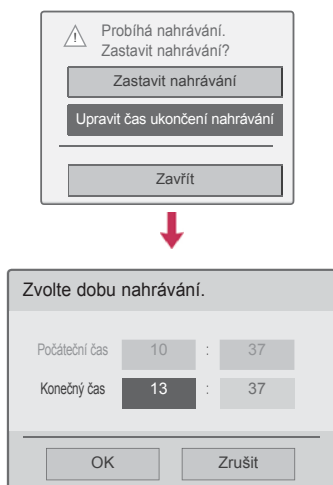 Probíhá nahrávání.
Zastavit nahrávání?
Zastavit nahrávání
Upravit čas ukončení nahrávání
Zavřít
Zvolte dobu nahrávání.
Počáteční čas 10 : 37
Konečný čas 13 : 37
OK Zrušit